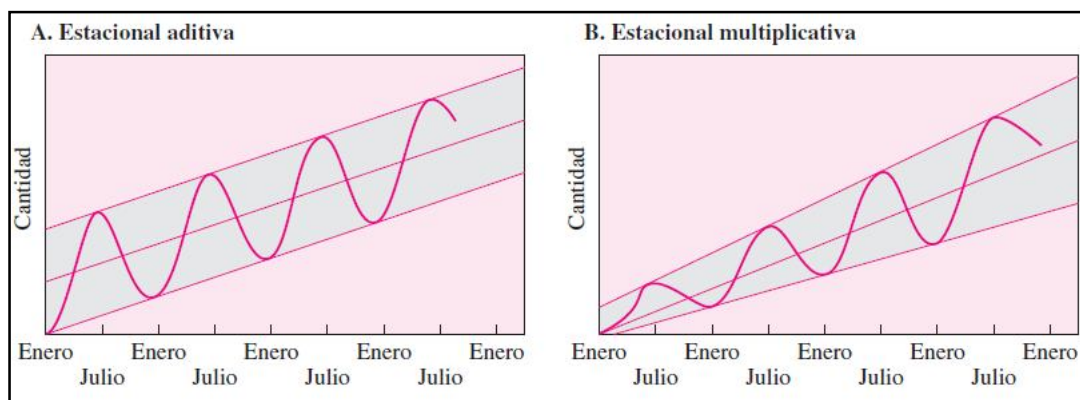 A. Estacional aditiva
Cantidad
Enero Enero Enero Enero Enero
Julio Julio Julio Julio
B. Estacional multiplicativa
Cantidad
Enero Enero Enero Enero Enero
Julio Julio Julio Julio